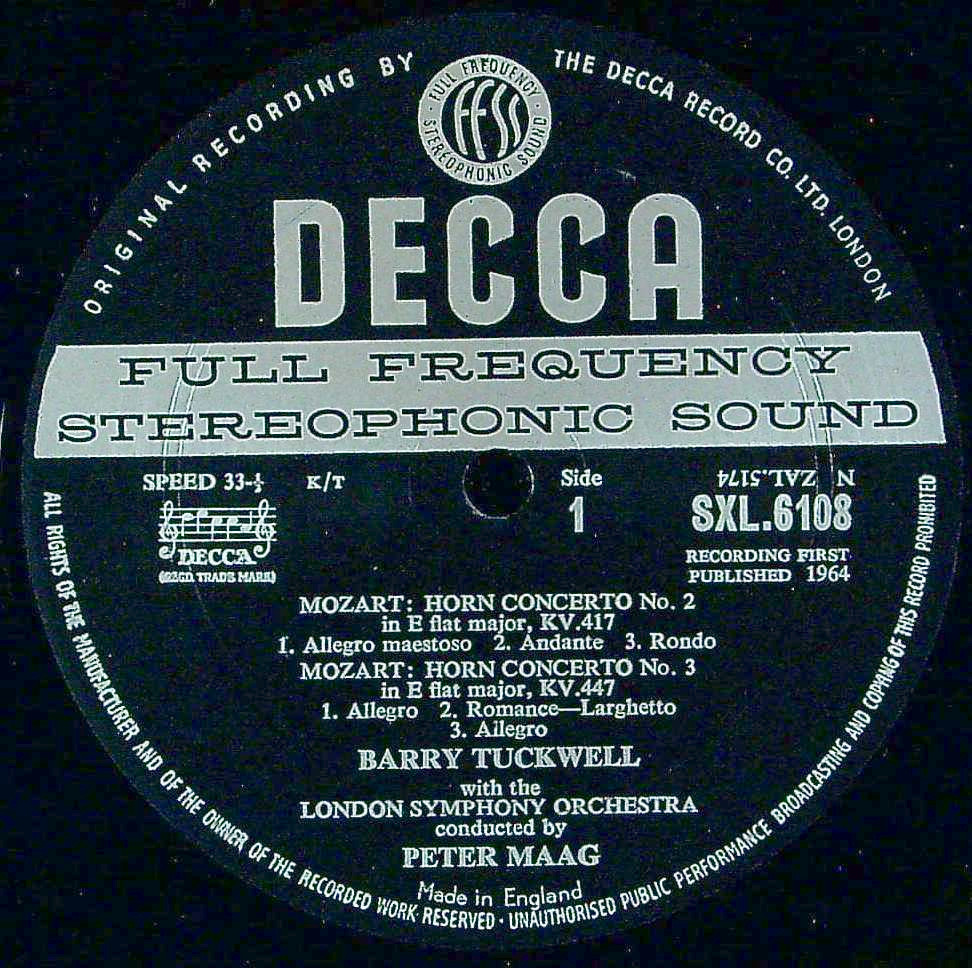 ORIGINAL RECORDING BY THE DECCA RECORD CO. LTD. LONDON
FULL FREQUENCY
ffss
STEREOPHONIC SOUND
DECCA
FULL FREQUENCY
STEREOPHONIC SOUND
SPEED 33-⅓ K/T Side N ZAL.5174
1 SXL.6108
DECCA
(REGD. TRADE MARK)
RECORDING FIRST
PUBLISHED 1964
MOZART: HORN CONCERTO No. 2
in E flat major, KV.417
1. Allegro maestoso 2. Andante 3. Rondo
MOZART: HORN CONCERTO No. 3
in E flat major, KV.447
1. Allegro 2. Romance—Larghetto
3. Allegro
BARRY TUCKWELL
with the
LONDON SYMPHONY ORCHESTRA
conducted by
PETER MAAG
Made in England
ALL RIGHTS OF THE MANUFACTURER AND OF THE OWNER OF THE RECORDED WORK RESERVED · UNAUTHORISED PUBLIC PERFORMANCE BROADCASTING AND COPYING OF THIS RECORD PROHIBITED